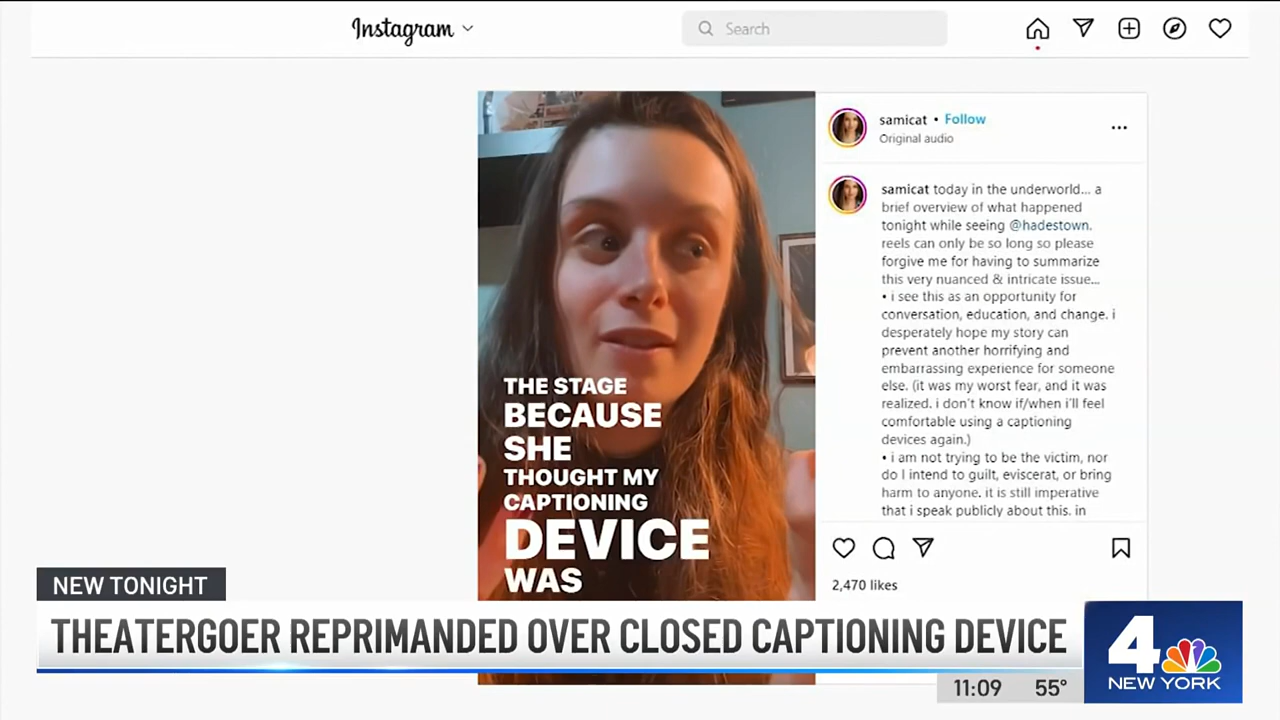 Instagram
Search
samicat • Follow
Original audio
samicat today in the underworld... a
brief overview of what happened
tonight while seeing @hadestown.
reels can only be so long so please
forgive me for having to summarize
this very nuanced & intricate issue...
• i see this as an opportunity for
conversation, education, and change. i
desperately hope my story can
prevent another horrifying and
embarrassing experience for someone
else. (it was my worst fear, and it was
realized. i don't know if/when i'll feel
comfortable using a captioning
devices again.)
• i am not trying to be the victim, nor
do I intend to guilt, eviscerat, or bring
harm to anyone. it is still imperative
that i speak publicly about this. in
2,470 likes
THE STAGE
BECAUSE
SHE
THOUGHT MY
CAPTIONING
DEVICE
WAS
NEW TONIGHT
THEATERGOER REPRIMANDED OVER CLOSED CAPTIONING DEVICE
4
NEW YORK
11:09 55°